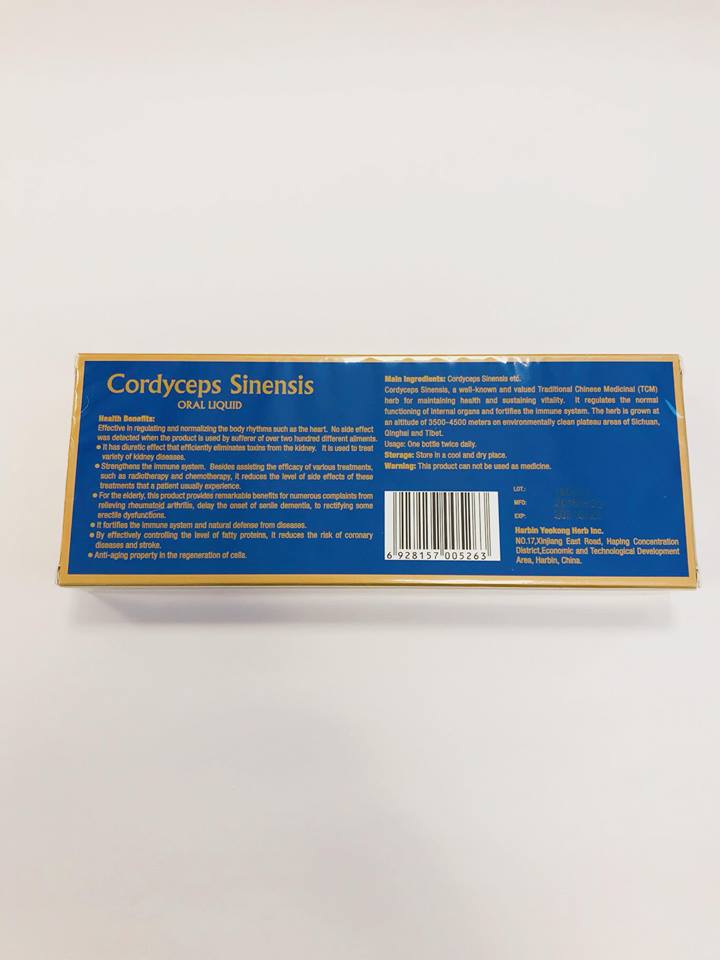 Cordyceps Sinensis
ORAL LIQUID
Health Benefits:
Effective in regulating and normalizing the body rhythms such as the heart. No side effect
was detected when the product is used by sufferer of over two hundred different ailments.
● It has diuretic effect that efficiently eliminates toxins from the kidney. It is used to treat
variety of kidney diseases.
● Strengthens the immune system. Besides assisting the efficacy of various treatments,
such as radiotherapy and chemotherapy, it reduces the level of side effects of these
treatments that a patient usually experience.
● For the elderly, this product provides remarkable benefits for numerous complaints from
relieving rheumatoid arthritis, delay the onset of senile dementia, to rectifying some
erectile dysfunctions.
● It fortifies the immune system and natural defense from diseases.
● By effectively controlling the level of fatty proteins, it reduces the risk of coronary
diseases and stroke.
● Anti-aging property in the regeneration of cells.
Main Ingredients: Cordyceps Sinensis etc.
Cordyceps Sinensis, a well-known and valued Traditional Chinese Medicinal (TCM)
herb for maintaining health and sustaining vitality. It regulates the normal
functioning of internal organs and fortifies the immune system. The herb is grown at
an altitude of 3500-4500 meters on environmentally clean plateau areas of Sichuan,
Qinghai and Tibet.
Usage: One bottle twice daily.
Storage: Store in a cool and dry place.
Warning: This product can not be used as medicine.
6 928157 005263
LOT:
MFD:
EXP:
Harbin Yeekong Herb Inc.
NO.17,Xinjiang East Road, Haping Concentration
District,Economic and Technological Development
Area, Harbin, China.